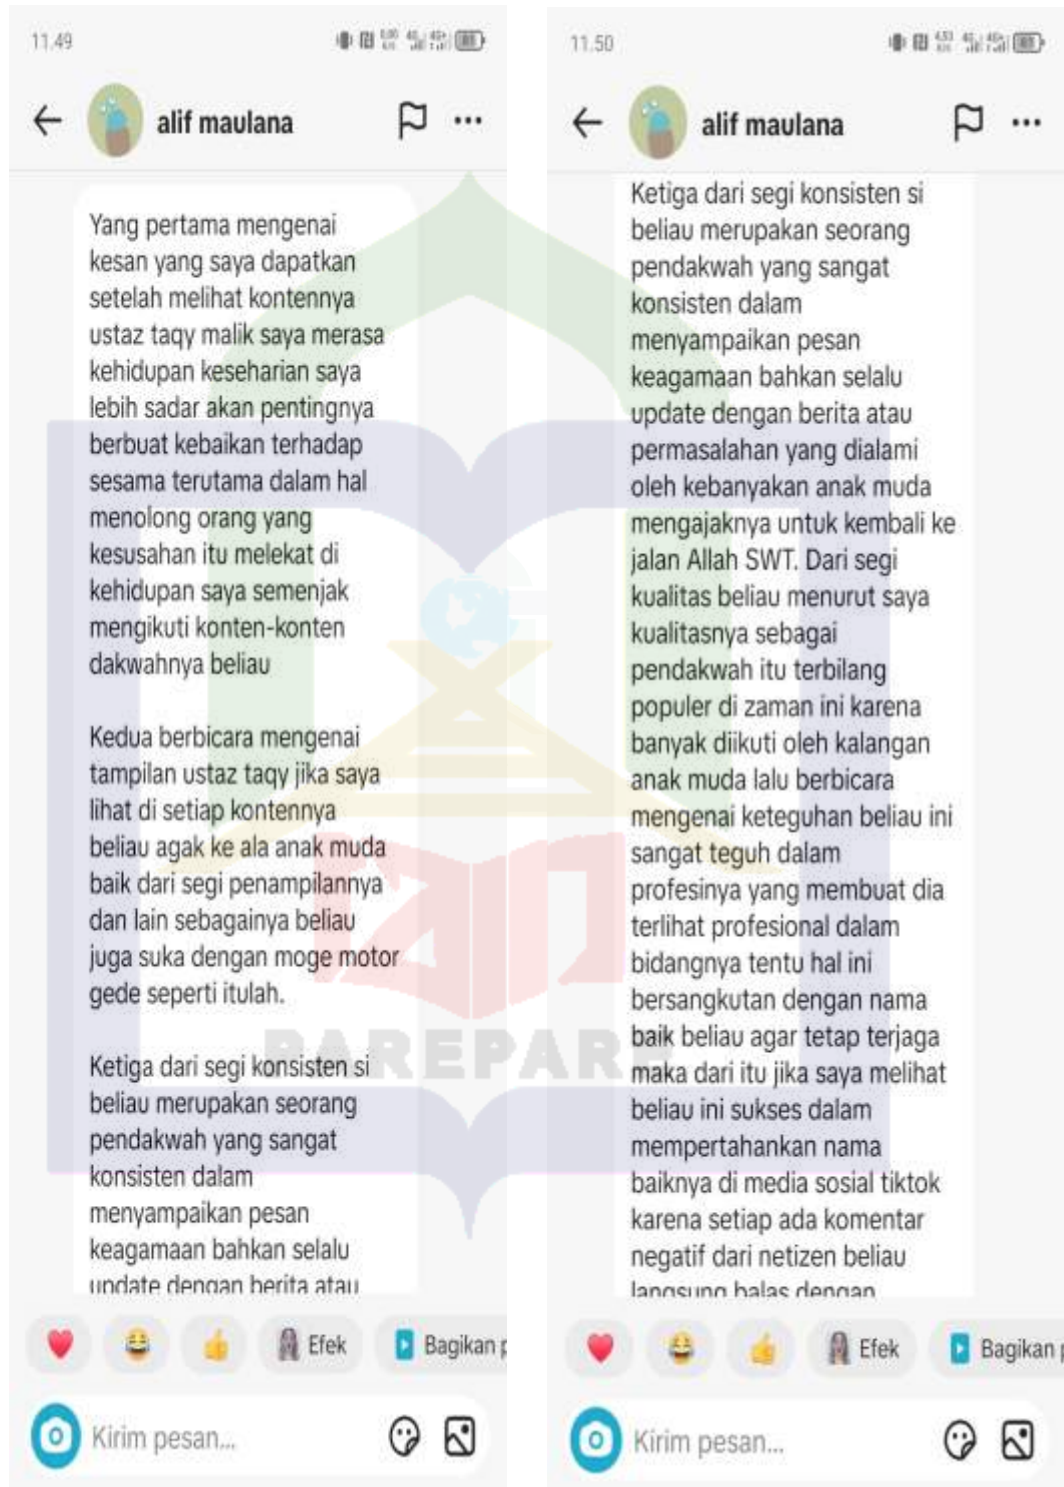 11.49
alif maulana
Yang pertama mengenai
kesan yang saya dapatkan
setelah melihat kontennya
ustaz taqy malik saya merasa
kehidupan keseharian saya
lebih sadar akan pentingnya
berbuat kebaikan terhadap
sesama terutama dalam hal
menolong orang yang
kesusahan itu melekat di
kehidupan saya semenjak
mengikuti konten-konten
dakwahnya beliau
Kedua berbicara mengenai
tampilan ustaz taqy jika saya
lihat di setiap kontennya
beliau agak ke ala anak muda
baik dari segi penampilannya
dan lain sebagainya beliau
juga suka dengan moge motor
gede seperti itulah.
Ketiga dari segi konsisten si
beliau merupakan seorang
pendakwah yang sangat
konsisten dalam
menyampaikan pesan
keagamaan bahkan selalu
update dengan berita atau
Efek
Bagikan p
Kirim pesan...
11.50
alif maulana
Ketiga dari segi konsisten si
beliau merupakan seorang
pendakwah yang sangat
konsisten dalam
menyampaikan pesan
keagamaan bahkan selalu
update dengan berita atau
permasalahan yang dialami
oleh kebanyakan anak muda
mengajaknya untuk kembali ke
jalan Allah SWT. Dari segi
kualitas beliau menurut saya
kualitasnya sebagai
pendakwah itu terbilang
populer di zaman ini karena
banyak diikuti oleh kalangan
anak muda lalu berbicara
mengenai keteguhan beliau ini
sangat teguh dalam
profesinya yang membuat dia
terlihat profesional dalam
bidangnya tentu hal ini
bersangkutan dengan nama
baik beliau agar tetap terjaga
maka dari itu jika saya melihat
beliau ini sukses dalam
mempertahankan nama
baiknya di media sosial tiktok
karena setiap ada komentar
negatif dari netizen beliau
langsung balas dengan
Efek
Bagikan p
Kirim pesan...
PAREPARE